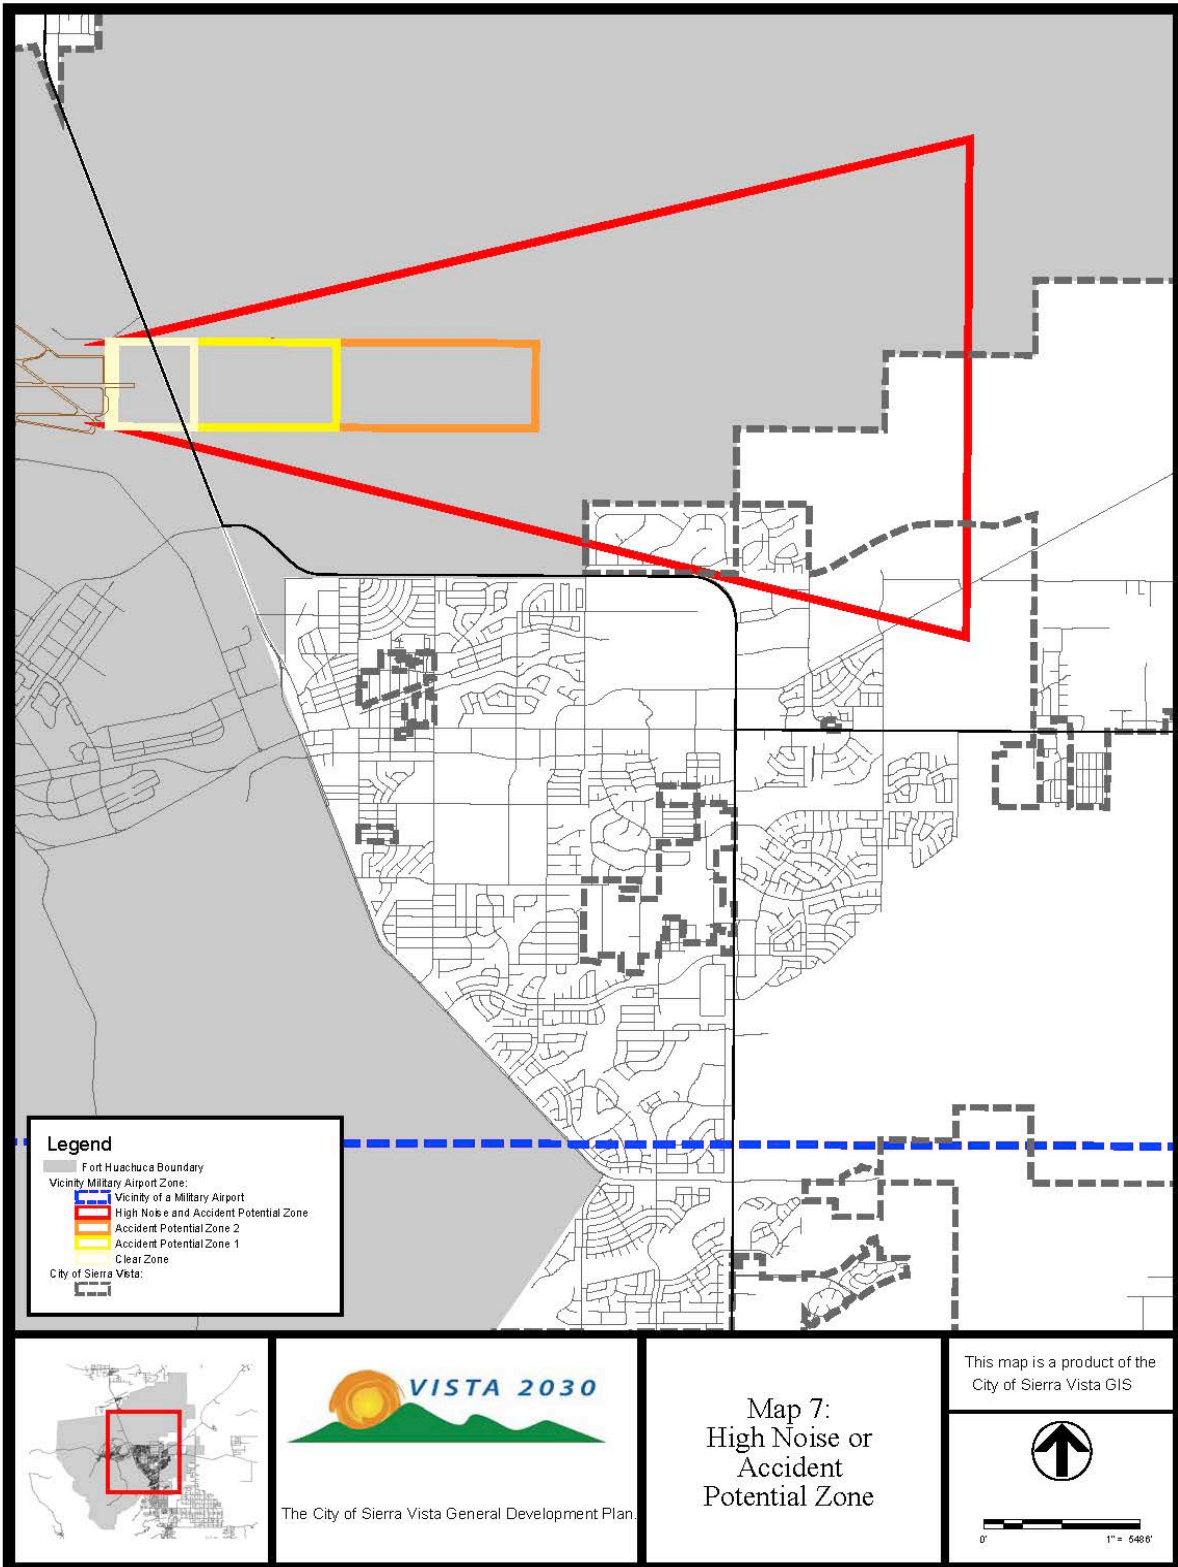 Legend
Fort Huachuca Boundary
Vicinity Military Airport Zone:
Vicinity of a Military Airport
High Noise and Accident Potential Zone
Accident Potential Zone 2
Accident Potential Zone 1
Clear Zone
City of Sierra Vista:
VISTA 2030
The City of Sierra Vista General Development Plan.
Map 7:
High Noise or
Accident
Potential Zone
This map is a product of the
City of Sierra Vista GIS
0' 1" = 5486'